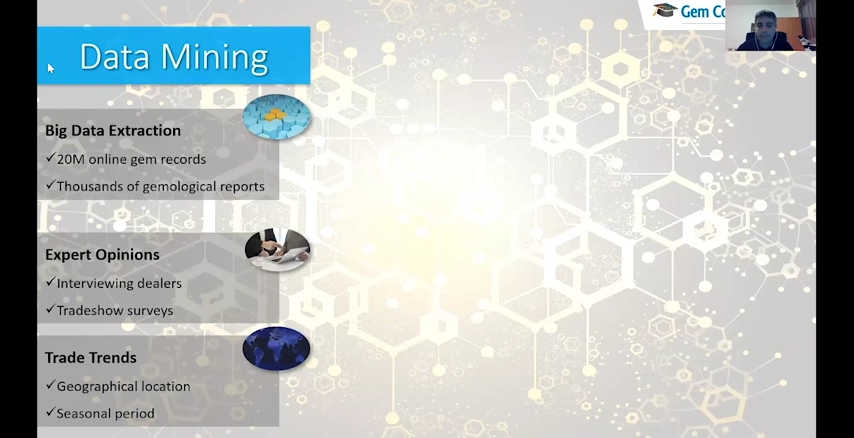 Gem
Data Mining
Big Data Extraction
✓20M online gem records
✓Thousands of gemological reports
Expert Opinions
✓Interviewing dealers
✓Tradeshow surveys
Trade Trends
✓Geographical location
✓Seasonal period